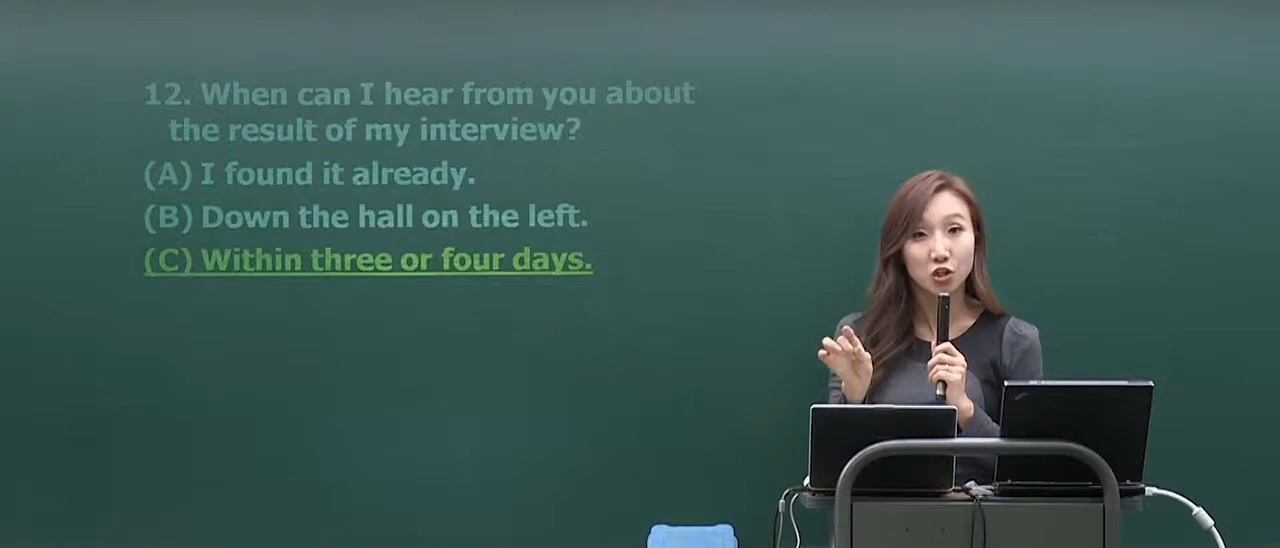 12. When can I hear from you about
the result of my interview?
(A) I found it already.
(B) Down the hall on the left.
(C) Within three or four days.